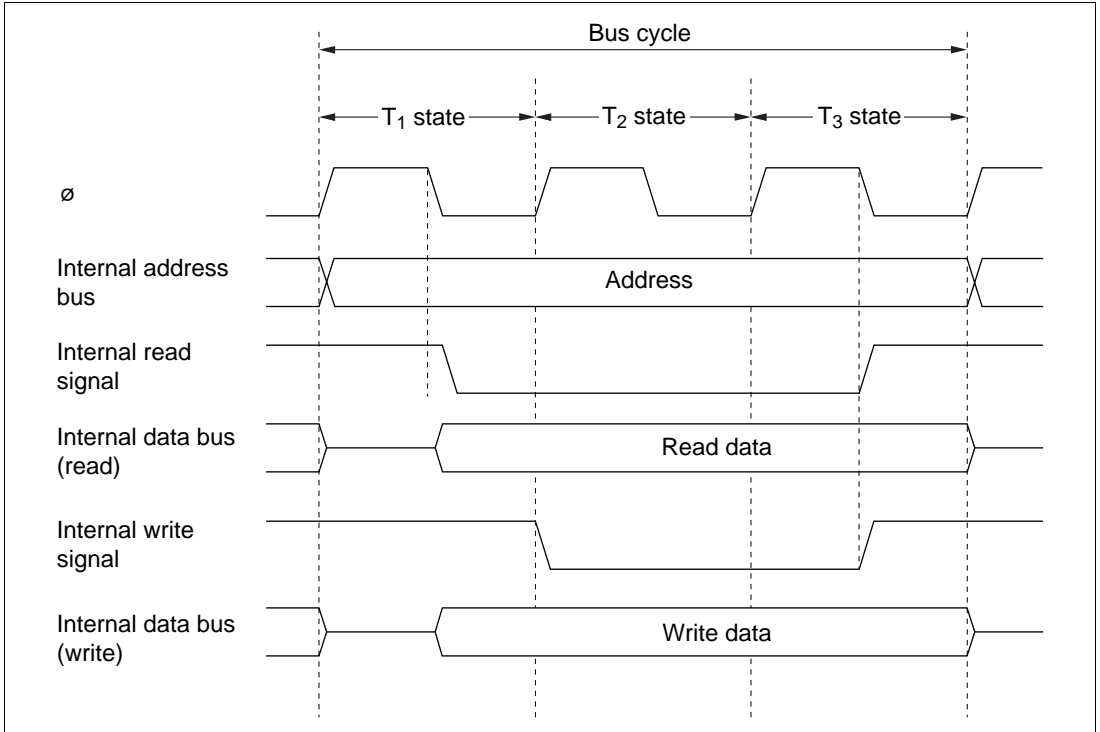 Bus cycle
T₁ state
T₂ state
T₃ state
ø
Internal address
bus
Address
Internal read
signal
Internal data bus
(read)
Read data
Internal write
signal
Internal data bus
(write)
Write data